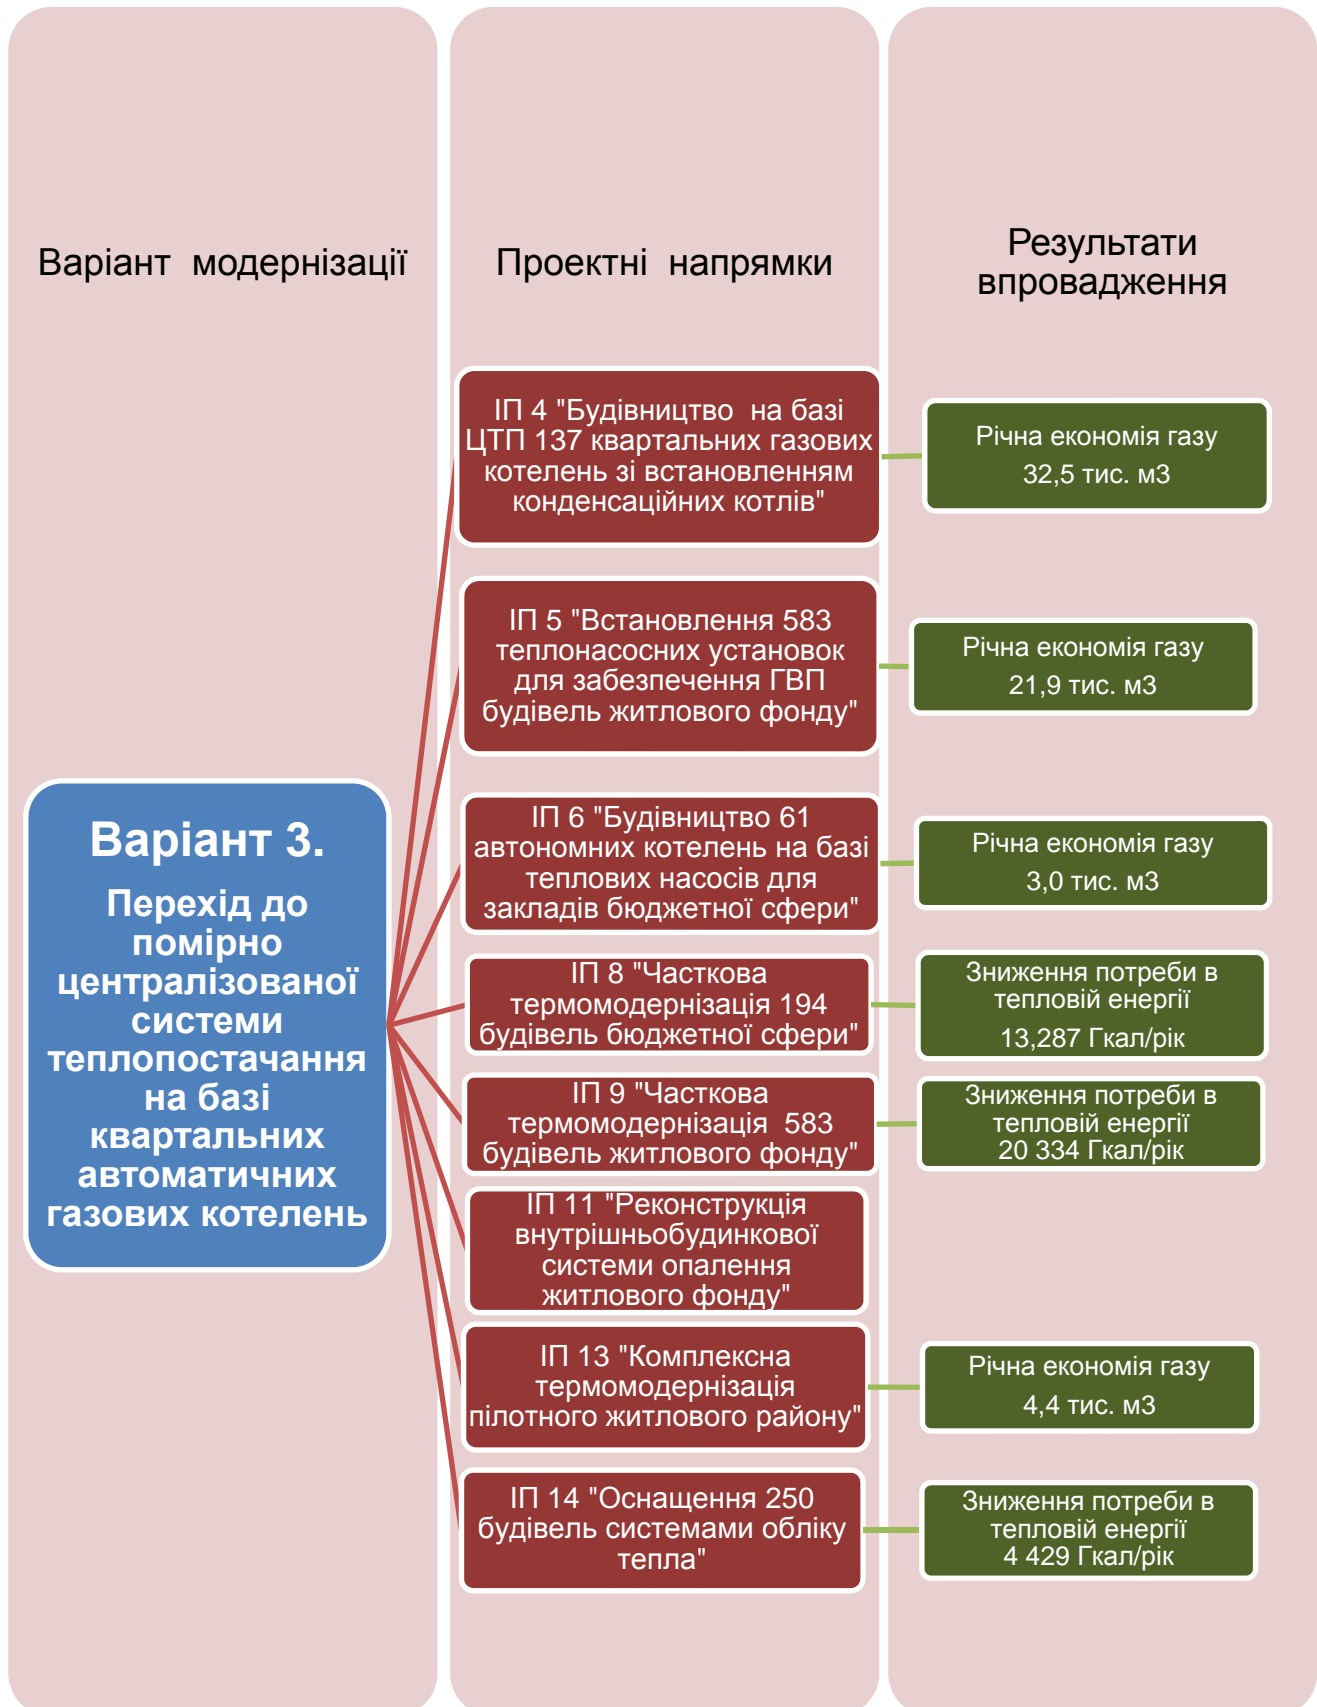 Варіант модернізації
Проектні напрямки
Результати
впровадження
Варіант 3.
Перехід до
помірно
централізованої
системи
теплопостачання
на базі
квартальних
автоматичних
газових котелень
ІП 4 "Будівництво на базі
ЦТП 137 квартальних газових
котелень зі встановленням
конденсаційних котлів"
Річна економія газу
32,5 тис. м3
ІП 5 "Встановлення 583
теплонасосних установок
для забезпечення ГВП
будівель житлового фонду"
Річна економія газу
21,9 тис. м3
ІП 6 "Будівництво 61
автономних котелень на базі
теплових насосів для
закладів бюджетної сфери"
Річна економія газу
3,0 тис. м3
ІП 8 "Часткова
термомодернізація 194
будівель бюджетної сфери"
Зниження потреби в
тепловій енергії
13,287 Гкал/рік
ІП 9 "Часткова
термомодернізація 583
будівель житлового фонду"
Зниження потреби в
тепловій енергії
20 334 Гкал/рік
ІП 11 "Реконструкція
внутрішньобудинкової
системи опалення
житлового фонду"
ІП 13 "Комплексна
термомодернізація
пілотного житлового району"
Річна економія газу
4,4 тис. м3
ІП 14 "Оснащення 250
будівель системами обліку
тепла"
Зниження потреби в
тепловій енергії
4 429 Гкал/рік